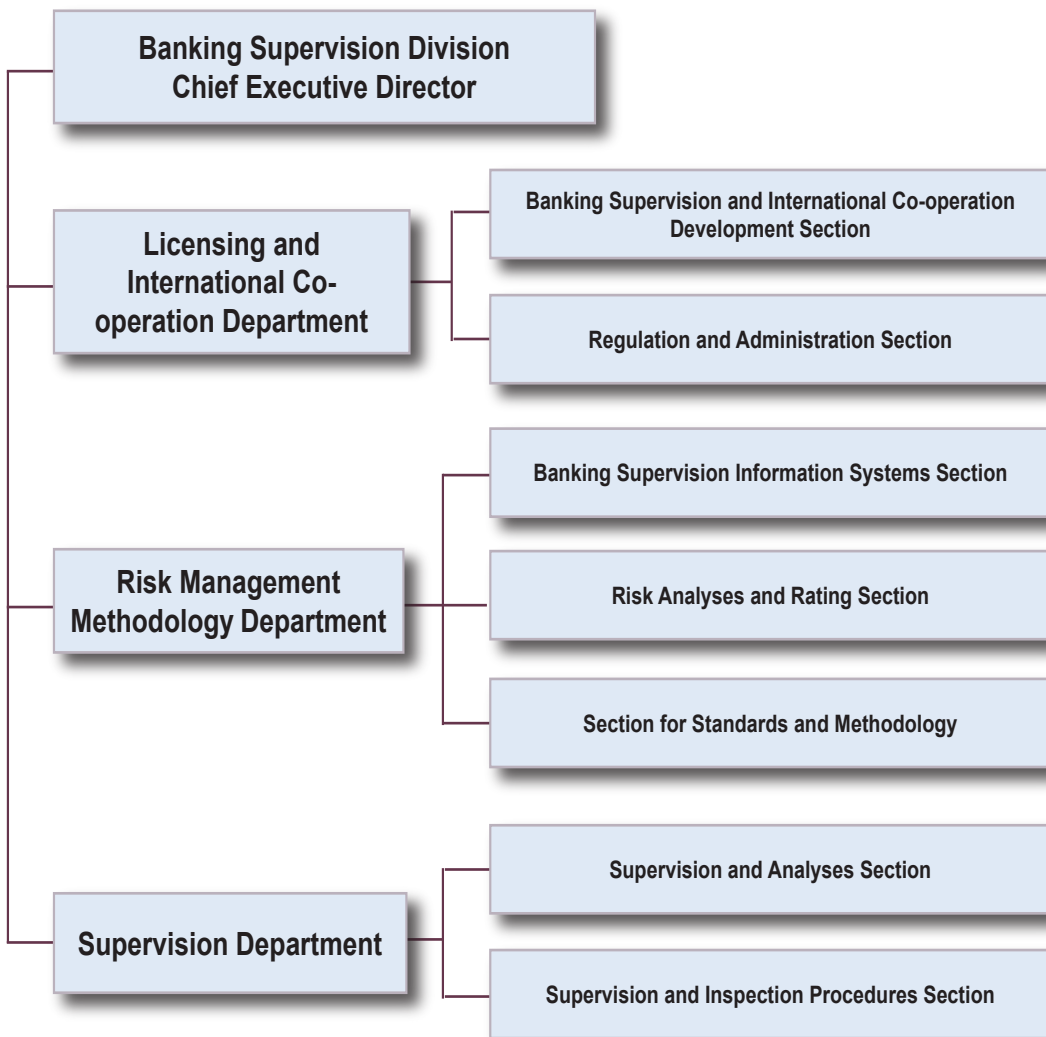 Banking Supervision Division
Chief Executive Director
Licensing and
International Co-
operation Department
Banking Supervision and International Co-operation
Development Section
Regulation and Administration Section
Risk Management
Methodology Department
Banking Supervision Information Systems Section
Risk Analyses and Rating Section
Section for Standards and Methodology
Supervision Department
Supervision and Analyses Section
Supervision and Inspection Procedures Section